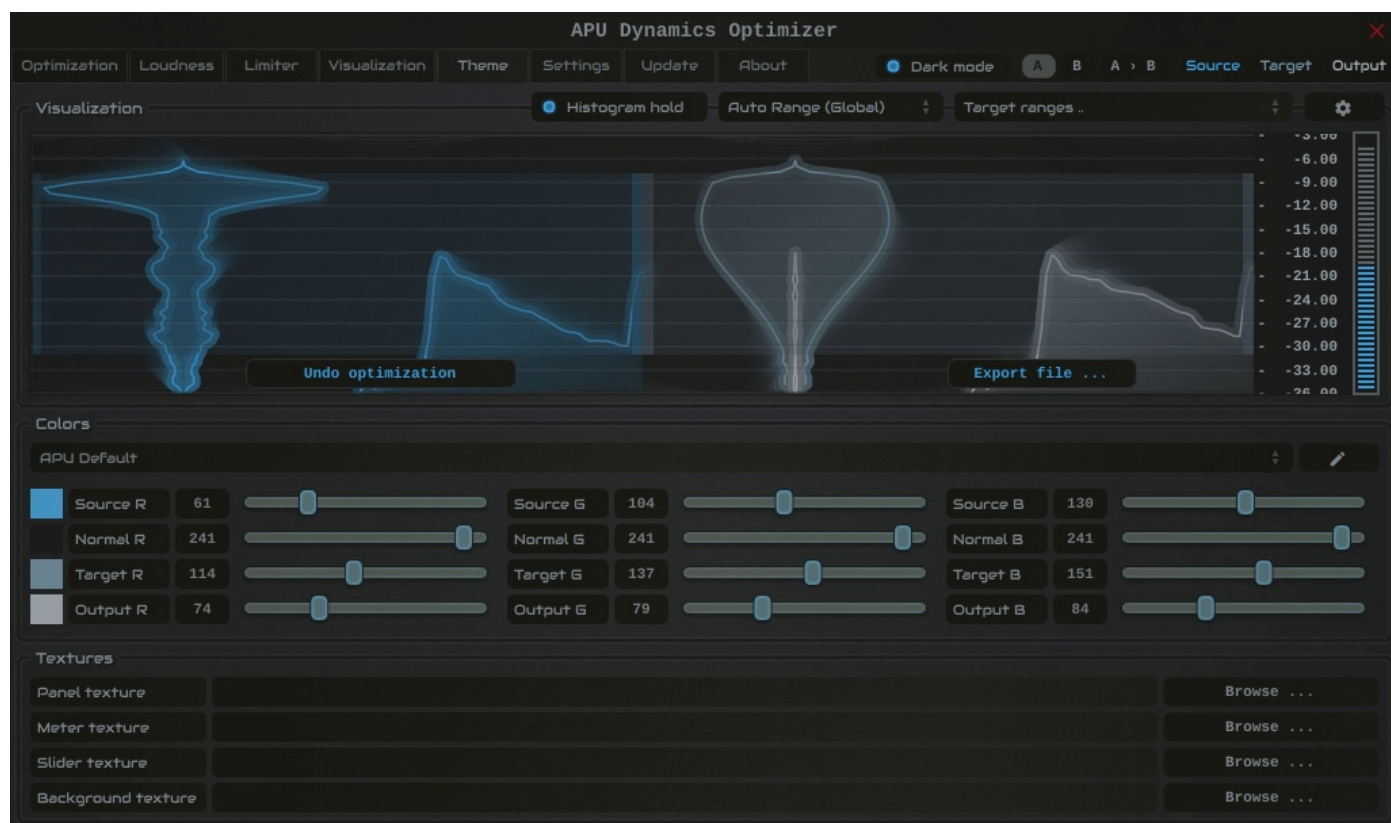 APU Dynamics Optimizer
Optimization Loudness Limiter Visualization Theme Settings Update About Dark mode A B A › B Source Target Output
Visualization Histogram hold Auto Range (Global) Target ranges ..
-3.00
-6.00
-9.00
-12.00
-15.00
-18.00
-21.00
-24.00
-27.00
-30.00
-33.00
Undo optimization Export file ...
Colors
APU Default
Source R 61 Source G 104 Source B 130
Normal R 241 Normal G 241 Normal B 241
Target R 114 Target G 137 Target B 151
Output R 74 Output G 79 Output B 84
Textures
Panel texture Browse ...
Meter texture Browse ...
Slider texture Browse ...
Background texture Browse ...